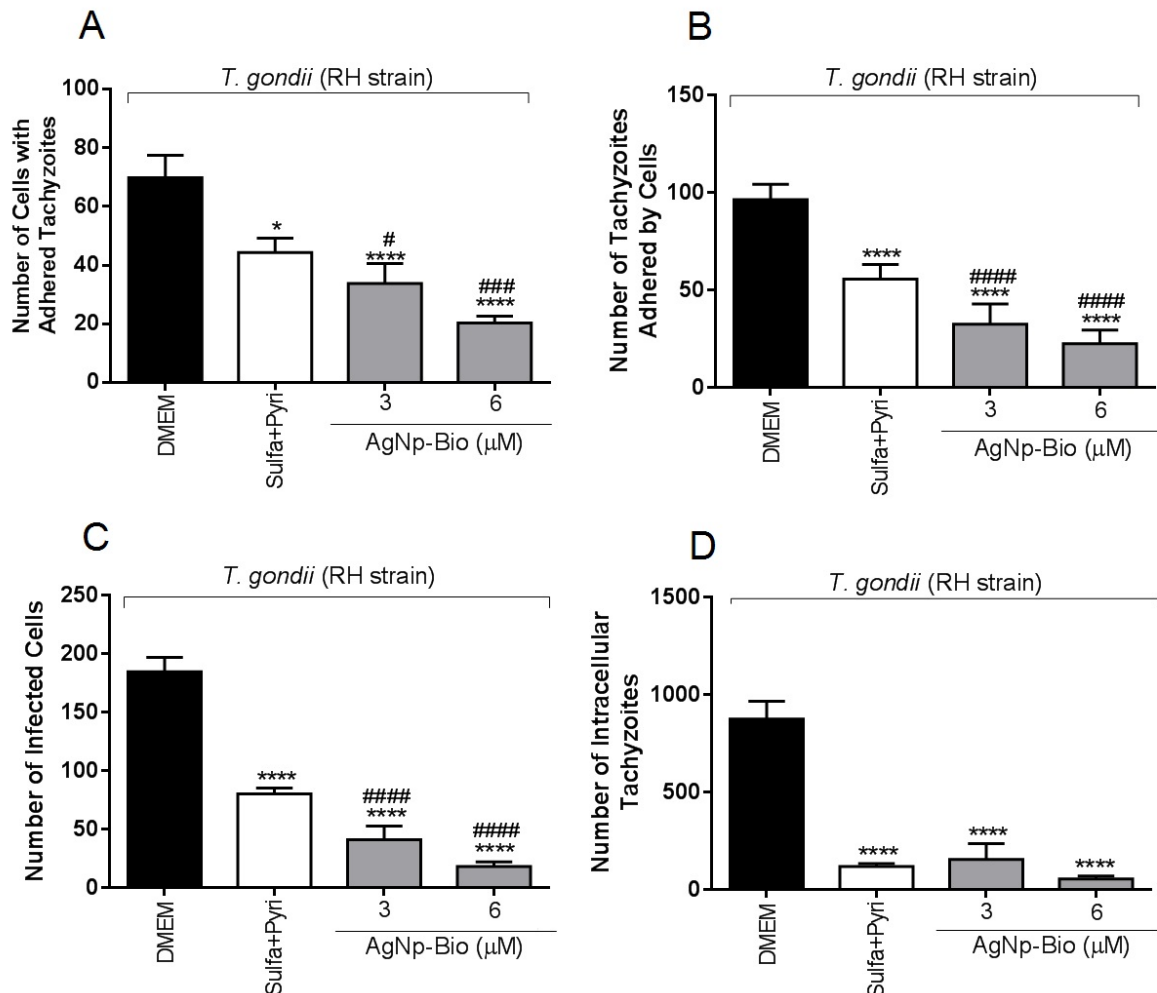 A
T. gondii (RH strain)
Number of Cells with
Adhered Tachyzoites
100
80
60
40
20
0
*
#
****
###
****
DMEM
Sulfa+Pyri
3
6
AgNp-Bio (μM)
B
T. gondii (RH strain)
Number of Tachyzoites
Adhered by Cells
150
100
50
0
****
####
****
####
****
DMEM
Sulfa+Pyri
3
6
AgNp-Bio (μM)
C
T. gondii (RH strain)
Number of Infected Cells
250
200
150
100
50
0
****
####
****
####
****
DMEM
Sulfa+Pyri
3
6
AgNp-Bio (μM)
D
T. gondii (RH strain)
Number of Intracellular
Tachyzoites
1500
1000
500
0
****
****
****
DMEM
Sulfa+Pyri
3
6
AgNp-Bio (μM)